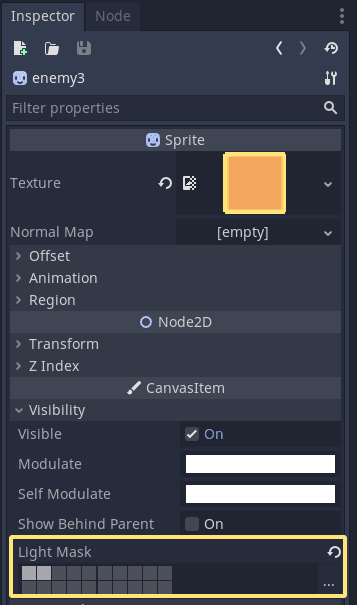 Inspector Node
enemy3
Filter properties
Sprite
Texture
Normal Map [empty]
Offset
Animation
Region
Node2D
Transform
Z Index
CanvasItem
Visibility
Visible On
Modulate
Self Modulate
Show Behind Parent On
Light Mask
...